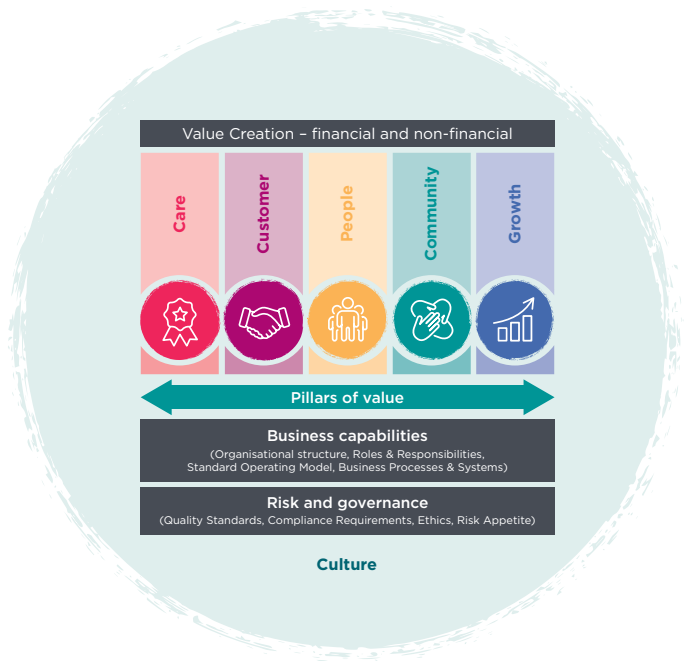 Value Creation – financial and non-financial
Care
Customer
People
Community
Growth
Pillars of value
Business capabilities
(Organisational structure, Roles & Responsibilities,
Standard Operating Model, Business Processes & Systems)
Risk and governance
(Quality Standards, Compliance Requirements, Ethics, Risk Appetite)
Culture